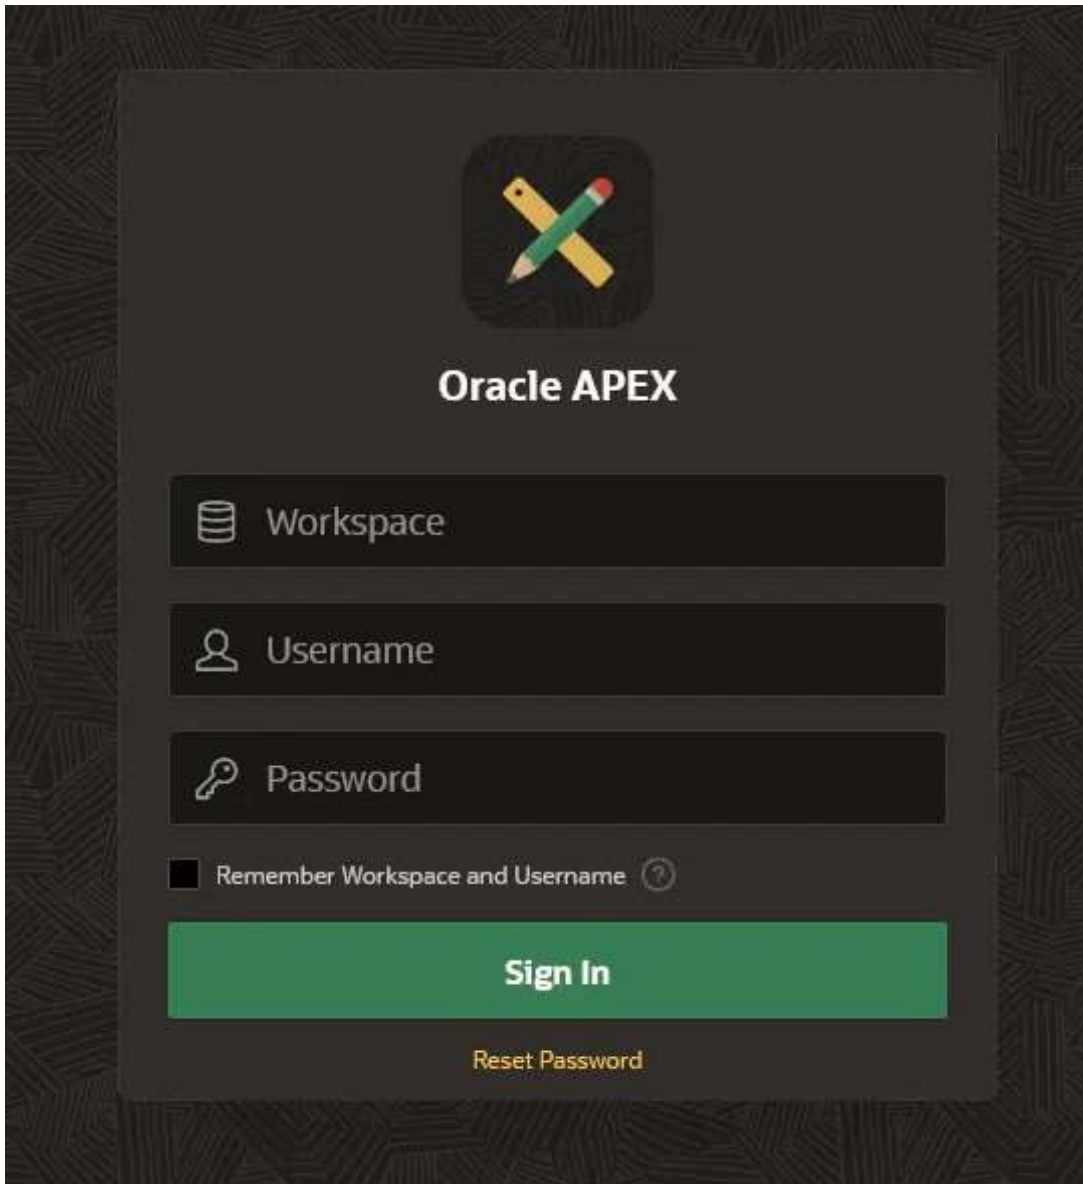 Oracle APEX
Workspace
Username
Password
Remember Workspace and Username ?
Sign In
Reset Password